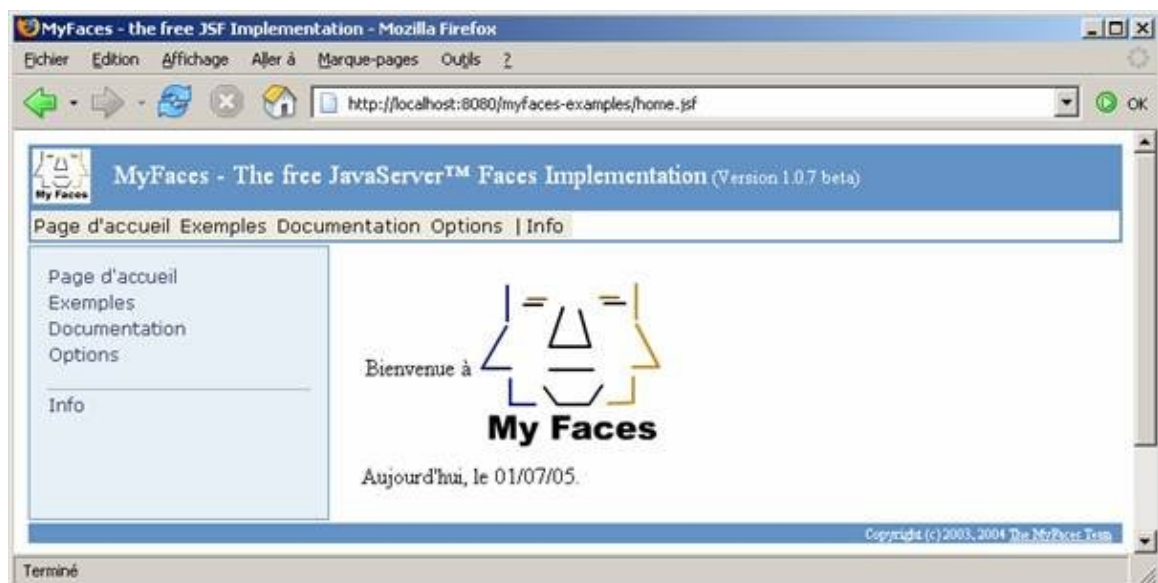 MyFaces - the free JSF Implementation - Mozilla Firefox
Fichier Edition Affichage Aller à Marque-pages Outils ?
http://localhost:8080/myfaces-examples/home.jsf OK
My Faces
MyFaces - The free JavaServer™ Faces Implementation (Version 1.0.7 beta)
Page d'accueil Exemples Documentation Options | Info
Page d'accueil
Exemples
Documentation
Options
Info
Bienvenue à
My Faces
Aujourd'hui, le 01/07/05.
Copyright (c) 2003, 2004 The MyFaces Team
Terminé